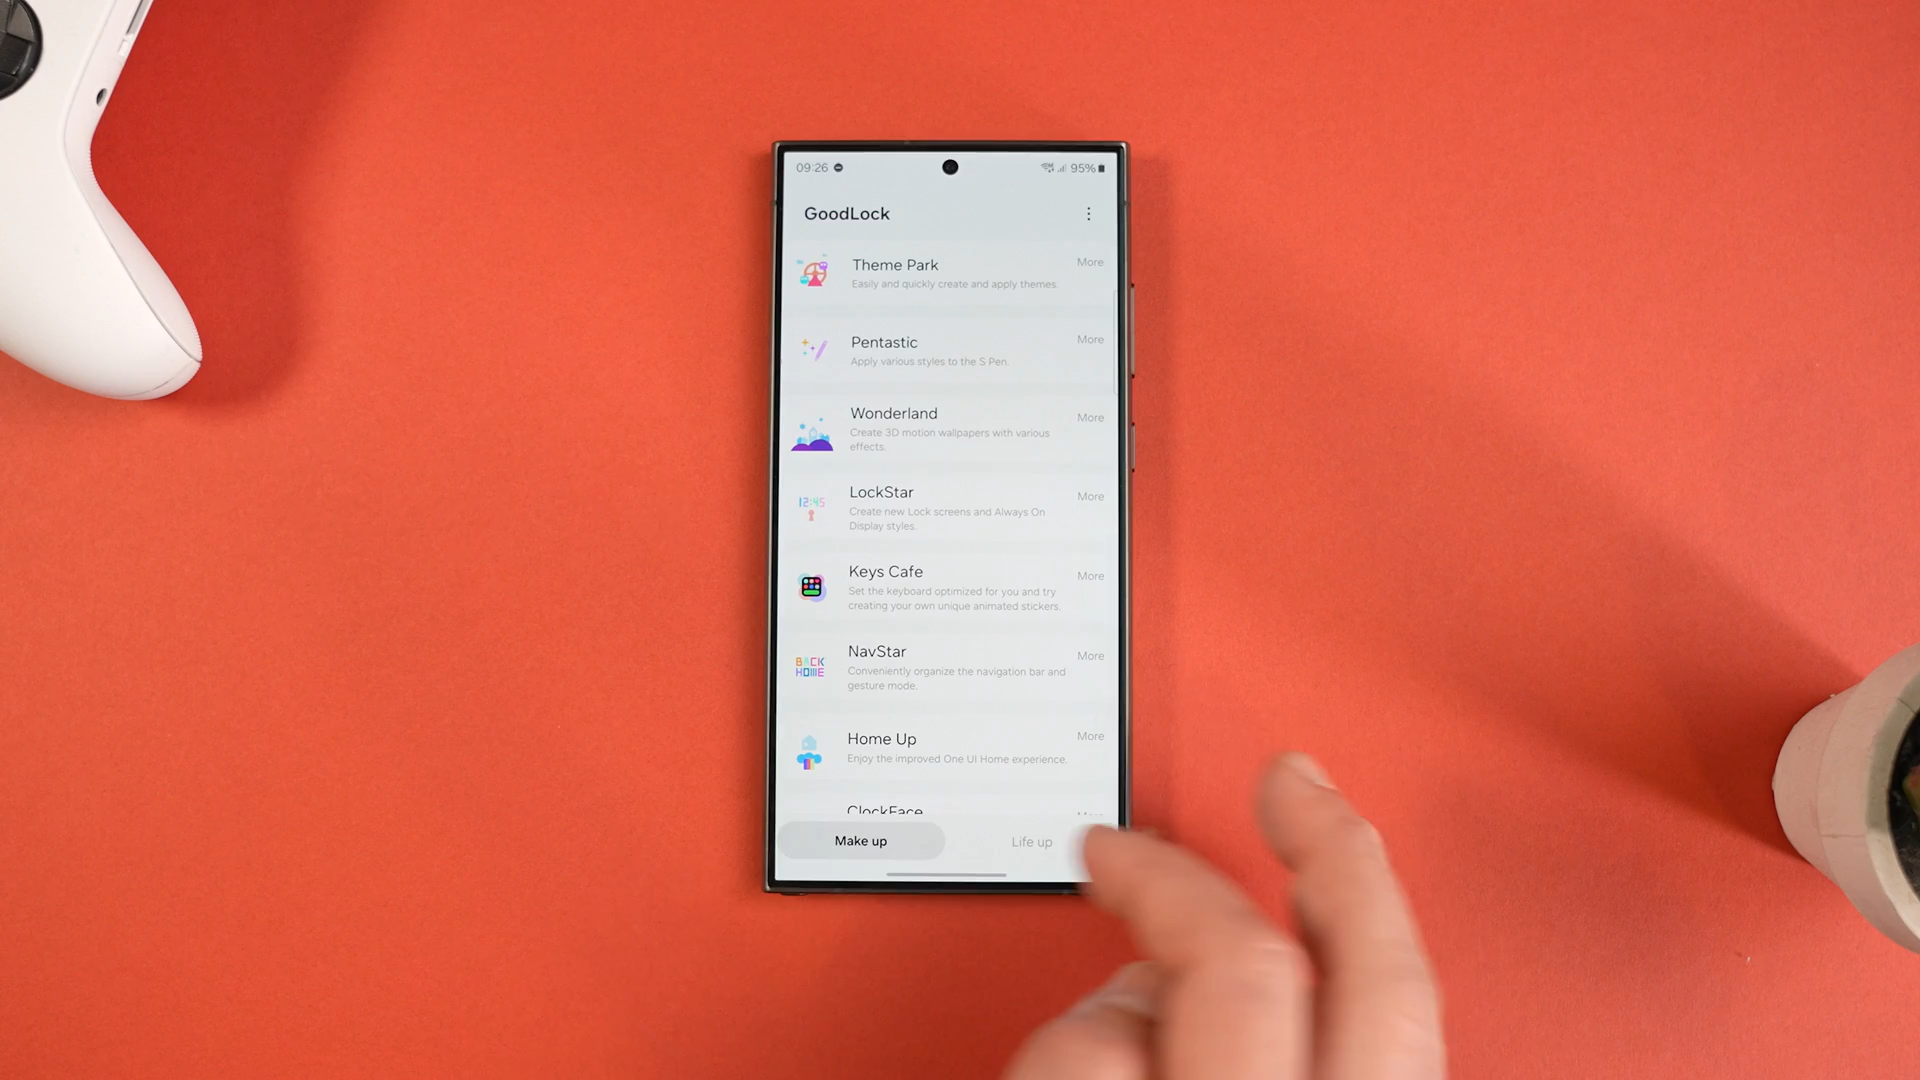 09:26
95%
GoodLock
Theme Park
More
Easily and quickly create and apply themes.
Pentastic
More
Apply various styles to the S Pen.
Wonderland
More
Create 3D motion wallpapers with various
effects.
12:45
LockStar
More
Create new Lock screens and Always On
Display styles.
Keys Cafe
More
Set the keyboard optimized for you and try
creating your own unique animated stickers.
NavStar
More
BACK
HOME
Conveniently organize the navigation bar and
gesture mode.
Home Up
More
Enjoy the improved One UI Home experience.
ClockFace
More
Make up
Life up